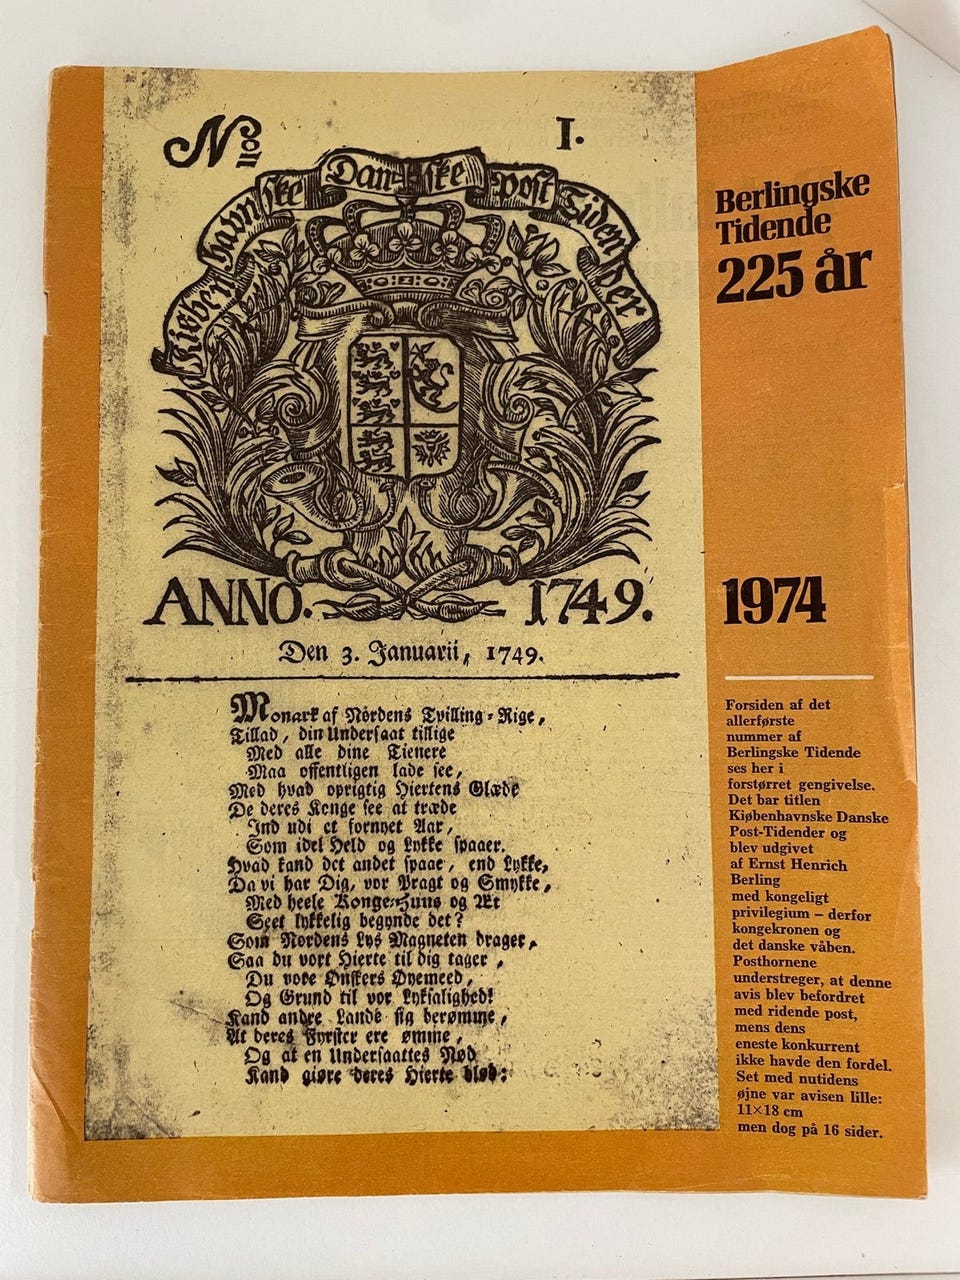 No
I.
Kiøbenhavnske Danske Post Tidender
ANNO. 1749.
Den 3. Januarii, 1749.
Monark af Nordens Tvilling-Rige,
Tillad, din Undersaat tillige
Med alle dine Tienere
Maa offentligen lade see,
Med hvad oprigtig Hiertens Glæde
De deres Konge see at træde
Ind udi et fornyet Aar,
Som idel Held og Lykke spaaer.
Hvad kand det andet spaae, end Lykke,
Da vi har Dig, vor Pragt og Smykke,
Med heele Konge-Huus og Æt
Seet lykkelig begynde det?
Som Nordens Lys Magneten drager,
Saa du vort Hierte til dig tager,
Du vore Ønskers Øyemeed,
Og Grund til vor Lyksalighed!
Kand andre Lande sig berømme,
At deres Fyrster ere ømme,
Og at en Undersaattes Nød
Kand giøre deres Hierte blød:
Berlingske
Tidende
225 år
1974
Forsiden af det
allerførste
nummer af
Berlingske Tidende
ses her i
forstørret gengivelse.
Det bar titlen
Kiøbenhavnske Danske
Post-Tidender og
blev udgivet
af Ernst Henrich
Berling
med kongeligt
privilegium – derfor
kongekronen og
det danske våben.
Posthornene
understreger, at denne
avis blev befordret
med ridende post,
mens dens
eneste konkurrent
ikke havde den fordel.
Set med nutidens
øjne var avisen lille:
11×18 cm
men dog på 16 sider.